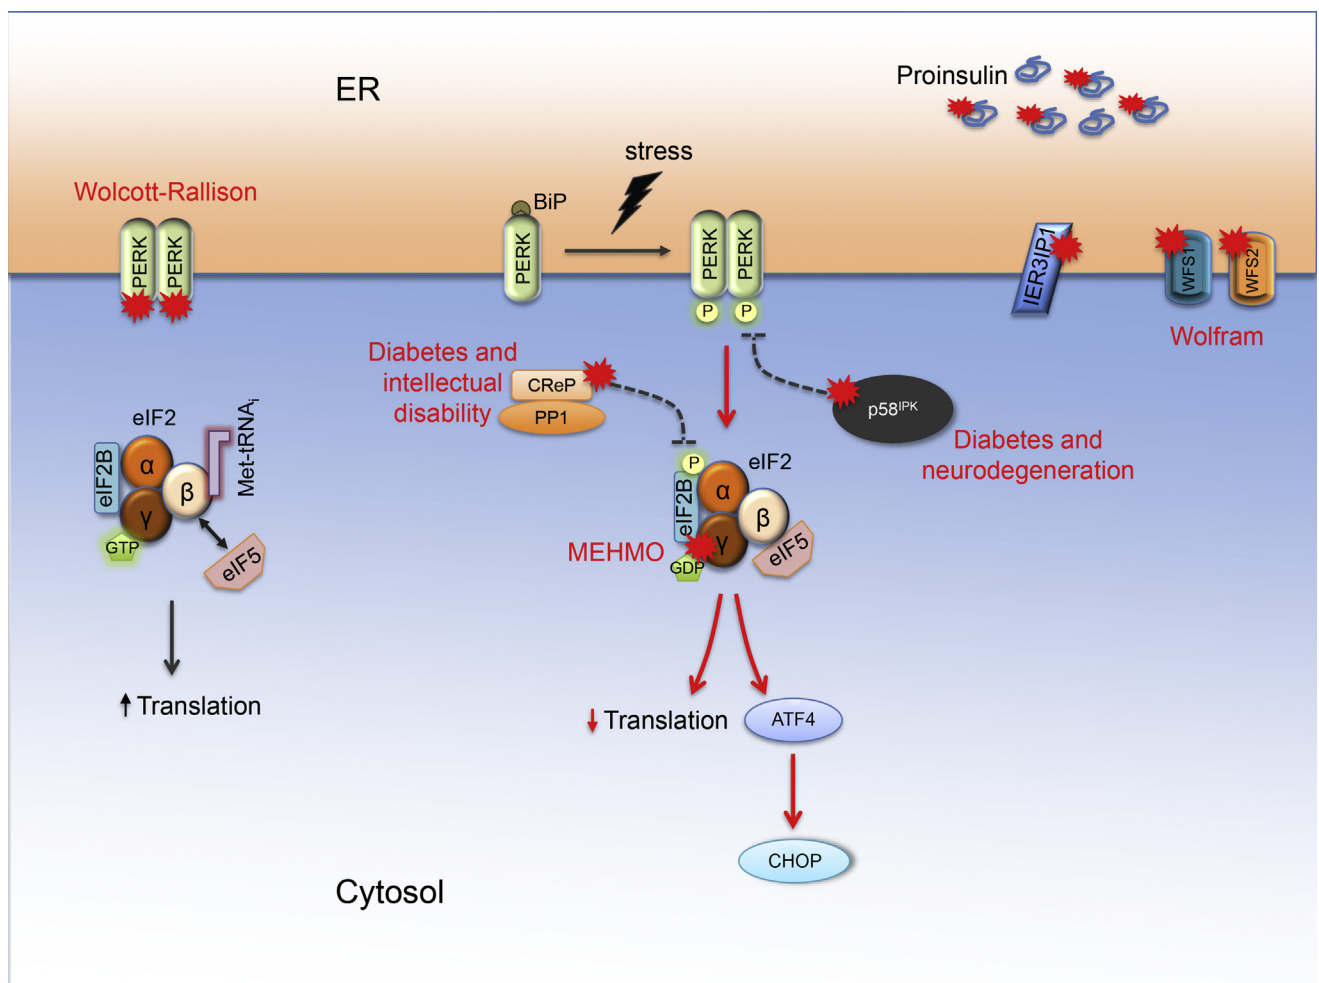 ER
Proinsulin
stress
Wolcott-Rallison
BiP
PERK
PERK
PERK
PERK
PERK
IER3IP1
WFS1
WFS2
P
P
Wolfram
Diabetes and
intellectual
disability
CReP
PP1
p58IPK
Diabetes and
neurodegeneration
eIF2
Met-tRNAi
eIF2B
α
β
γ
GTP
eIF5
P
eIF2
eIF2B
α
β
γ
MEHMO
GDP
eIF5
↑ Translation
↓ Translation
ATF4
CHOP
Cytosol